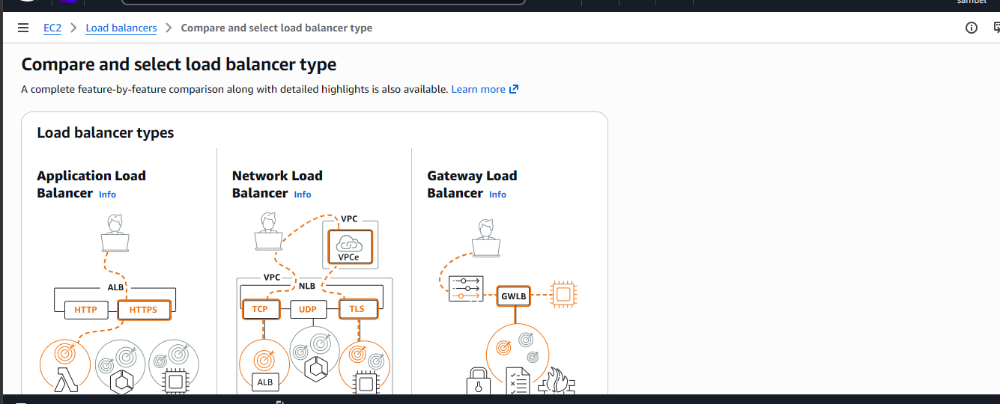 samuel
EC2 > Load balancers > Compare and select load balancer type
Compare and select load balancer type
A complete feature-by-feature comparison along with detailed highlights is also available. Learn more
Load balancer types
Application Load
Balancer Info
ALB
HTTP
HTTPS
Network Load
Balancer Info
VPC
VPCe
VPC
NLB
TCP
UDP
TLS
ALB
Gateway Load
Balancer Info
GWLB